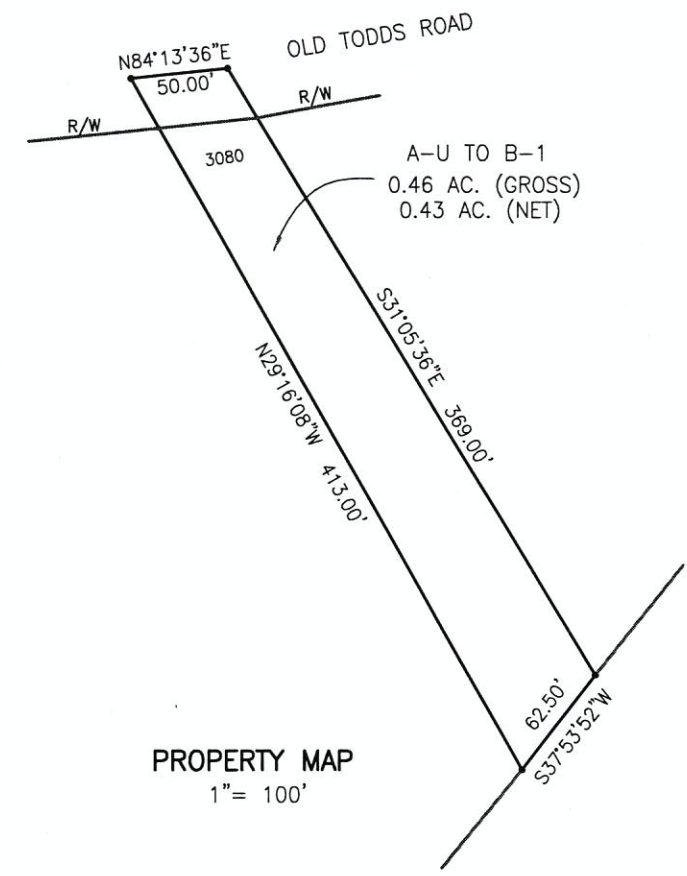 OLD TODDS ROAD
N84°13'36"E
50.00'
R/W
R/W
3080
A-U TO B-1
0.46 AC. (GROSS)
0.43 AC. (NET)
S31°05'36"E 369.00'
N29°16'08"W 413.00'
62.50'
S37°53'52"W
PROPERTY MAP
1"= 100'